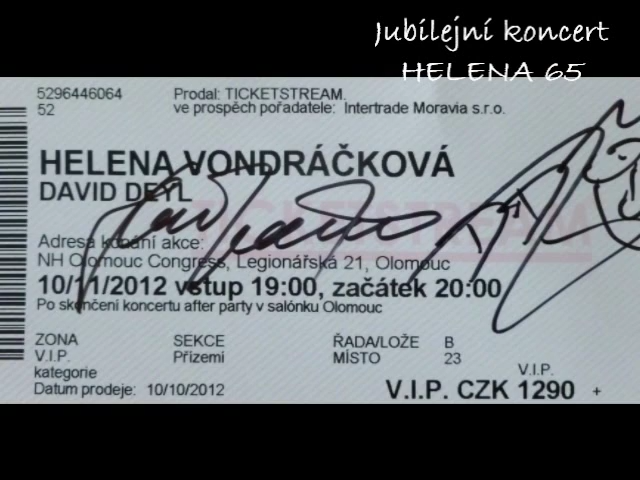 Jubilejní koncert
HELENA 65
5296446064
52
Prodal: TICKETSTREAM.
ve prospěch pořadatele: Intertrade Moravia s.r.o.
HELENA VONDRÁČKOVÁ
DAVID DEYL
TICKETSTREAM
Adresa konání akce:
NH Olomouc Congress, Legionářská 21, Olomouc
10/11/2012 vstup 19:00, začátek 20:00
Po skončení koncertu after party v salónku Olomouc
ZONA SEKCE ŘADA/LOŽE B
V.I.P. Přízemí MÍSTO 23
kategorie V.I.P.
Datum prodeje: 10/10/2012 V.I.P. CZK 1290 +